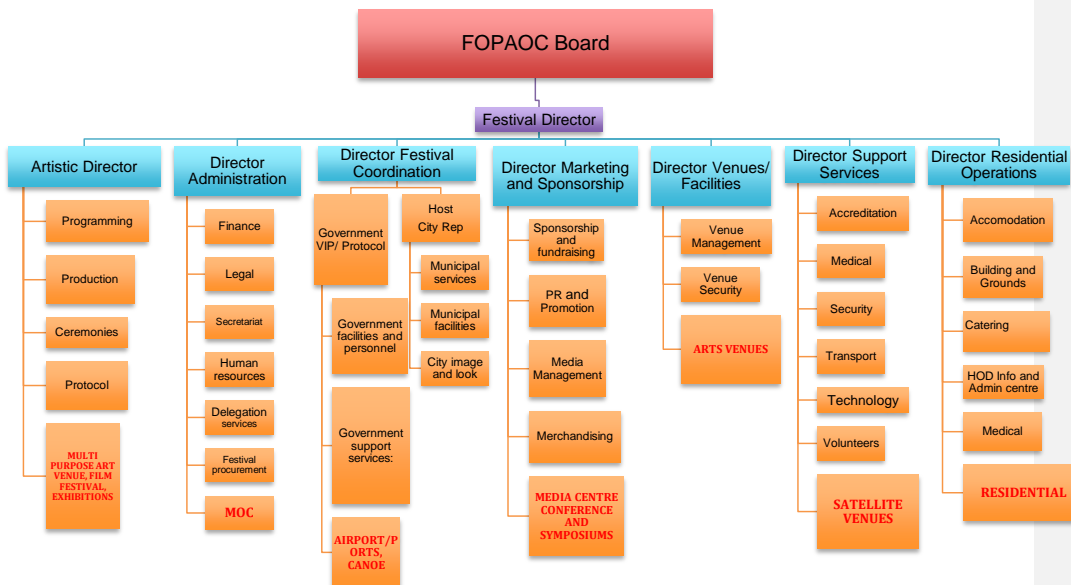 FOPAOC Board
Festival Director
Artistic Director
Programming
Production
Ceremonies
Protocol
MULTI
PURPOSE ART
VENUE, FILM
FESTIVAL,
EXHIBITIONS
Director
Administration
Finance
Legal
Secretariat
Human
resources
Delegation
services
Festival
procurement
MOC
Director Festival
Coordination
Government
VIP/ Protocol
Government
facilities and
personnel
Government
support
services:
AIRPORT/P
ORTS,
CANOE
Host
City Rep
Municipal
services
Municipal
facilities
City image
and look
Director Marketing
and Sponsorship
Sponsorship
and
fundraising
PR and
Promotion
Media
Management
Merchandising
MEDIA CENTRE
CONFERENCE
AND
SYMPOSIUMS
Director Venues/
Facilities
Venue
Management
Venue
Security
ARTS VENUES
Director Support
Services
Accreditation
Medical
Security
Transport
Technology
Volunteers
SATELLITE
VENUES
Director Residential
Operations
Accomodation
Building and
Grounds
Catering
HOD Info and
Admin centre
Medical
RESIDENTIAL